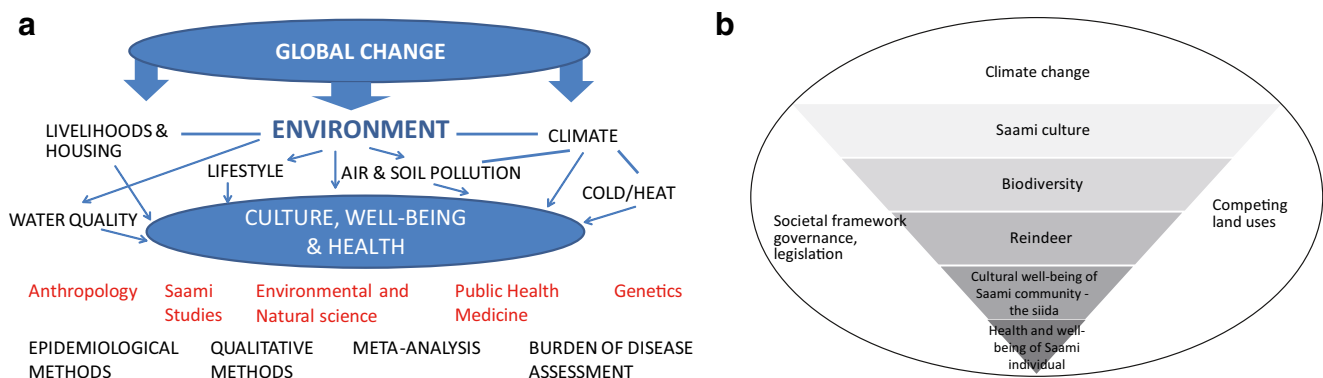 a
GLOBAL CHANGE
LIVELIHOODS &
HOUSING
ENVIRONMENT
CLIMATE
LIFESTYLE
AIR & SOIL POLLUTION
COLD/HEAT
WATER QUALITY
CULTURE, WELL-BEING
& HEALTH
Anthropology
Saami
Studies
Environmental and
Natural science
Public Health
Medicine
Genetics
EPIDEMIOLOGICAL
METHODS
QUALITATIVE
METHODS
META-ANALYSIS
BURDEN OF DISEASE
ASSESSMENT
b
Climate change
Saami culture
Biodiversity
Reindeer
Cultural well-being of
Saami community -
the siida
Health and well-
being of Saami
individual
Societal framework
governance,
legislation
Competing
land uses